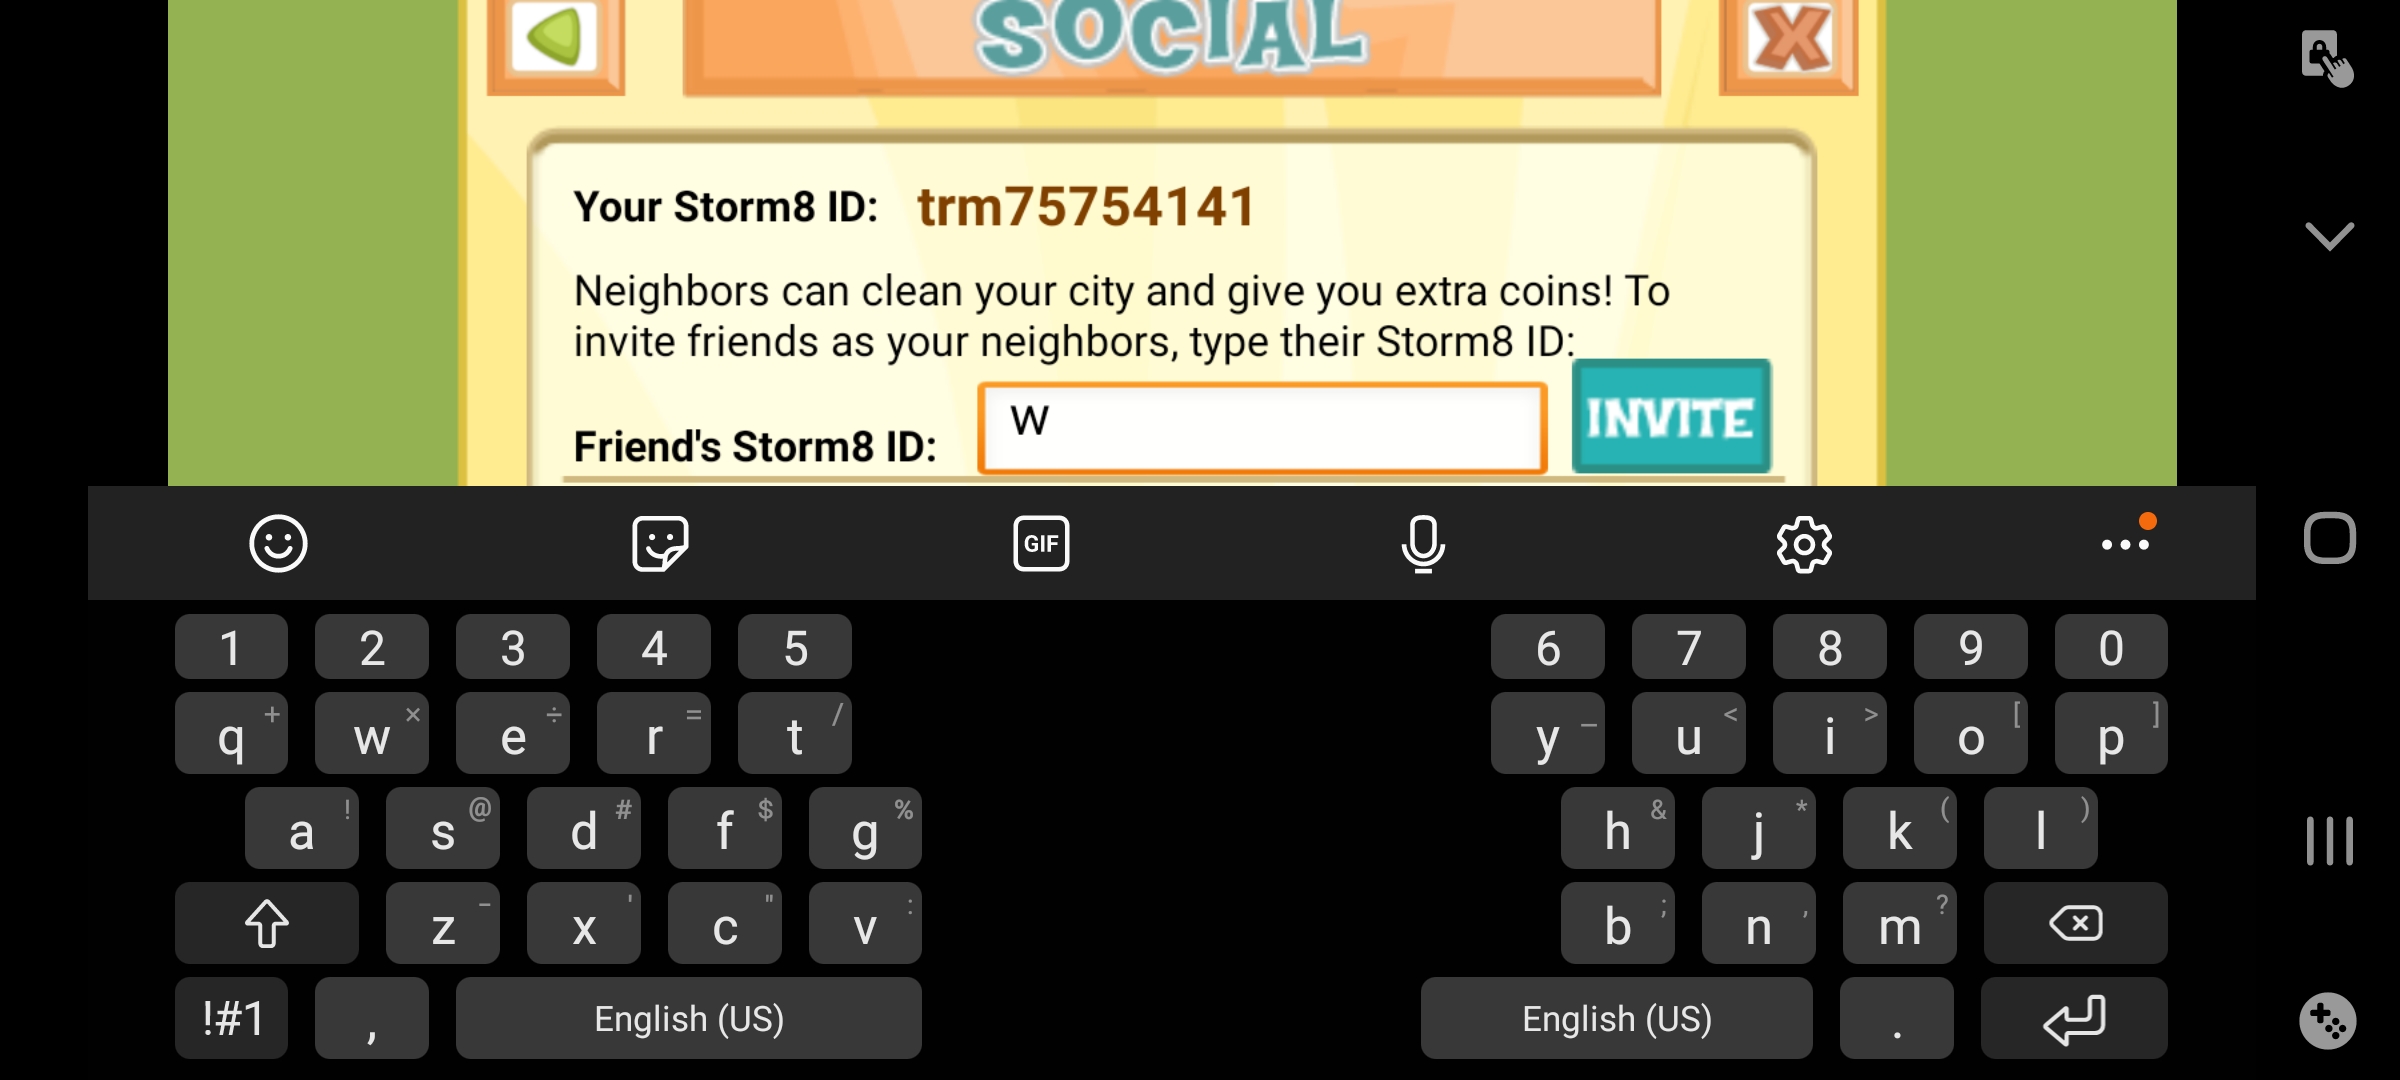 SOCIAL
X
Your Storm8 ID: trm75754141
Neighbors can clean your city and give you extra coins! To
invite friends as your neighbors, type their Storm8 ID:
Friend's Storm8 ID: w INVITE
GIF
1 2 3 4 5 6 7 8 9 0
q + w × e ÷ r = t / y _ u < i > o [ p ]
a ! s @ d # f $ g % h & j * k ( l )
z - x ' c " v : b ; n , m ?
!#1 , English (US) English (US) .